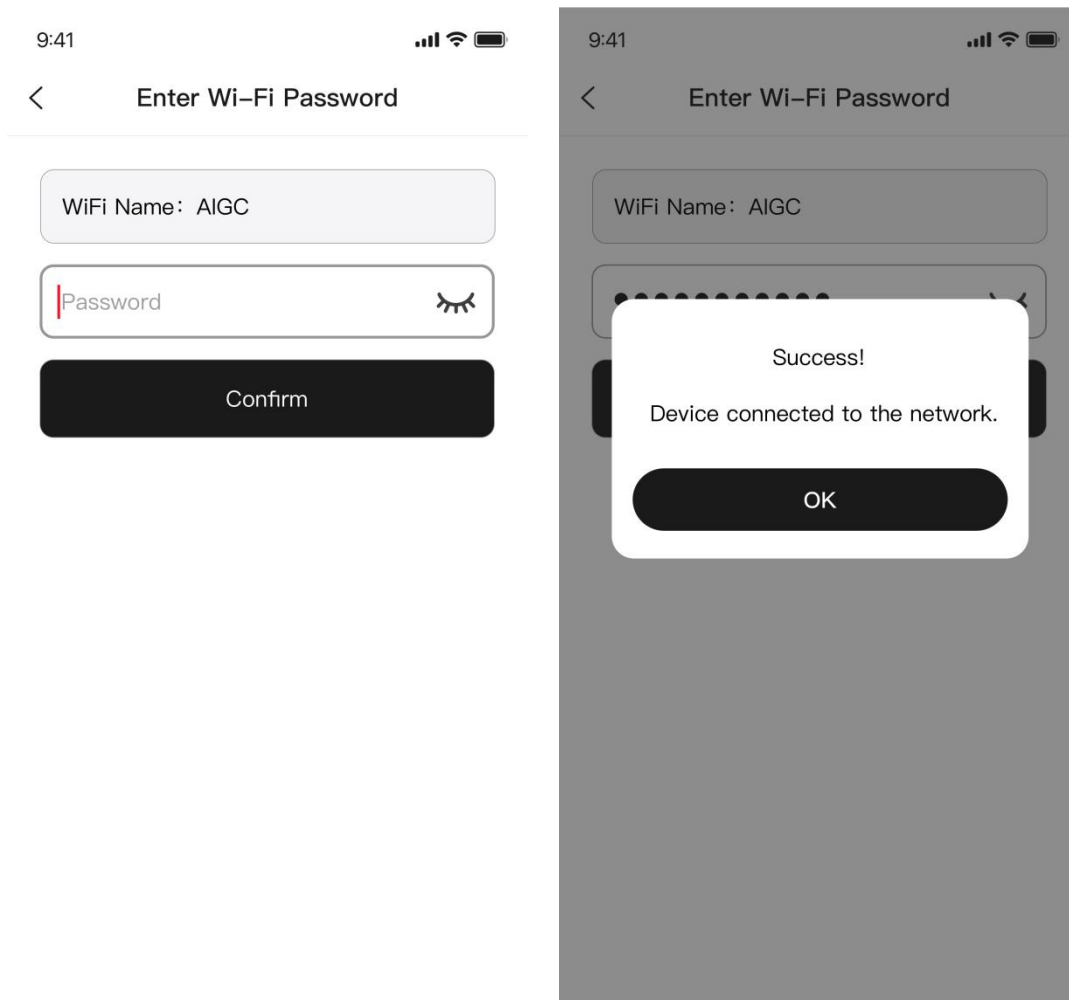 9:41
Enter Wi–Fi Password
WiFi Name：AIGC
Password
Confirm
9:41
Enter Wi–Fi Password
WiFi Name：AIGC
Success!
Device connected to the network.
OK